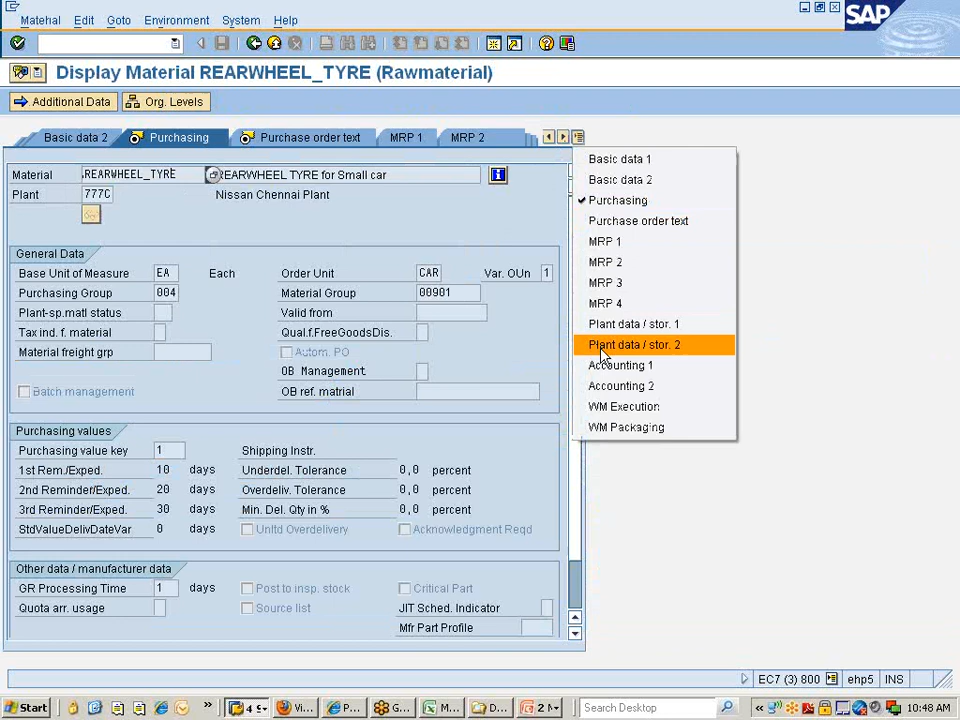 Matehal Edit Goto Environment System Help
SAP
Display Material REARWHEEL_TYRE (Rawmaterial)
Additional Data Org. Levels
Basic data 2 Purchasing Purchase order text MRP 1 MRP 2
Material REARWHEEL_TYRE REARWHEEL TYRE for Small car
Plant 777C Nissan Chennai Plant
General Data
Base Unit of Measure EA Each Order Unit CAR Var. OUn 1
Purchasing Group 004 Material Group 00901
Plant-sp.matl status Valid from
Tax ind. f. material Qual.f.FreeGoodsDis.
Material freight grp Autom. PO
OB Management
Batch management OB ref. matrial
Purchasing values
Purchasing value key 1 Shipping Instr.
1st Rem./Exped. 10 days Underdel. Tolerance 0,0 percent
2nd Reminder/Exped. 20 days Overdeliv. Tolerance 0,0 percent
3rd Reminder/Exped. 30 days Min. Del. Qty in % 0,0 percent
StdValueDelivDateVar 0 days Unltd Overdelivery Acknowledgment Reqd
Other data / manufacturer data
GR Processing Time 1 days Post to insp. stock Critical Part
Quota arr. usage Source list JIT Sched. Indicator
Mfr Part Profile
Basic data 1
Basic data 2
Purchasing
Purchase order text
MRP 1
MRP 2
MRP 3
MRP 4
Plant data / stor. 1
Plant data / stor. 2
Accounting 1
Accounting 2
WM Execution
WM Packaging
EC7 (3) 800 ehp5 INS
Start » 4 S Vi... P... G... M... D... 2 M Search Desktop « 10:48 AM